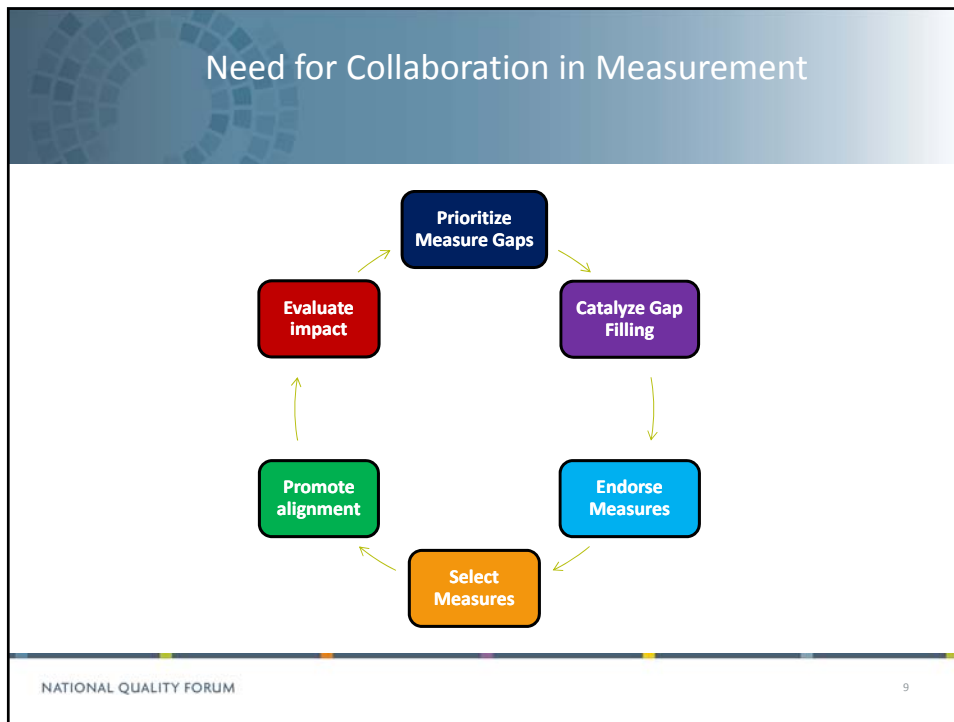 Need for Collaboration in Measurement
Prioritize
Measure Gaps
Catalyze Gap
Filling
Endorse
Measures
Select
Measures
Promote
alignment
Evaluate
impact
NATIONAL QUALITY FORUM
9